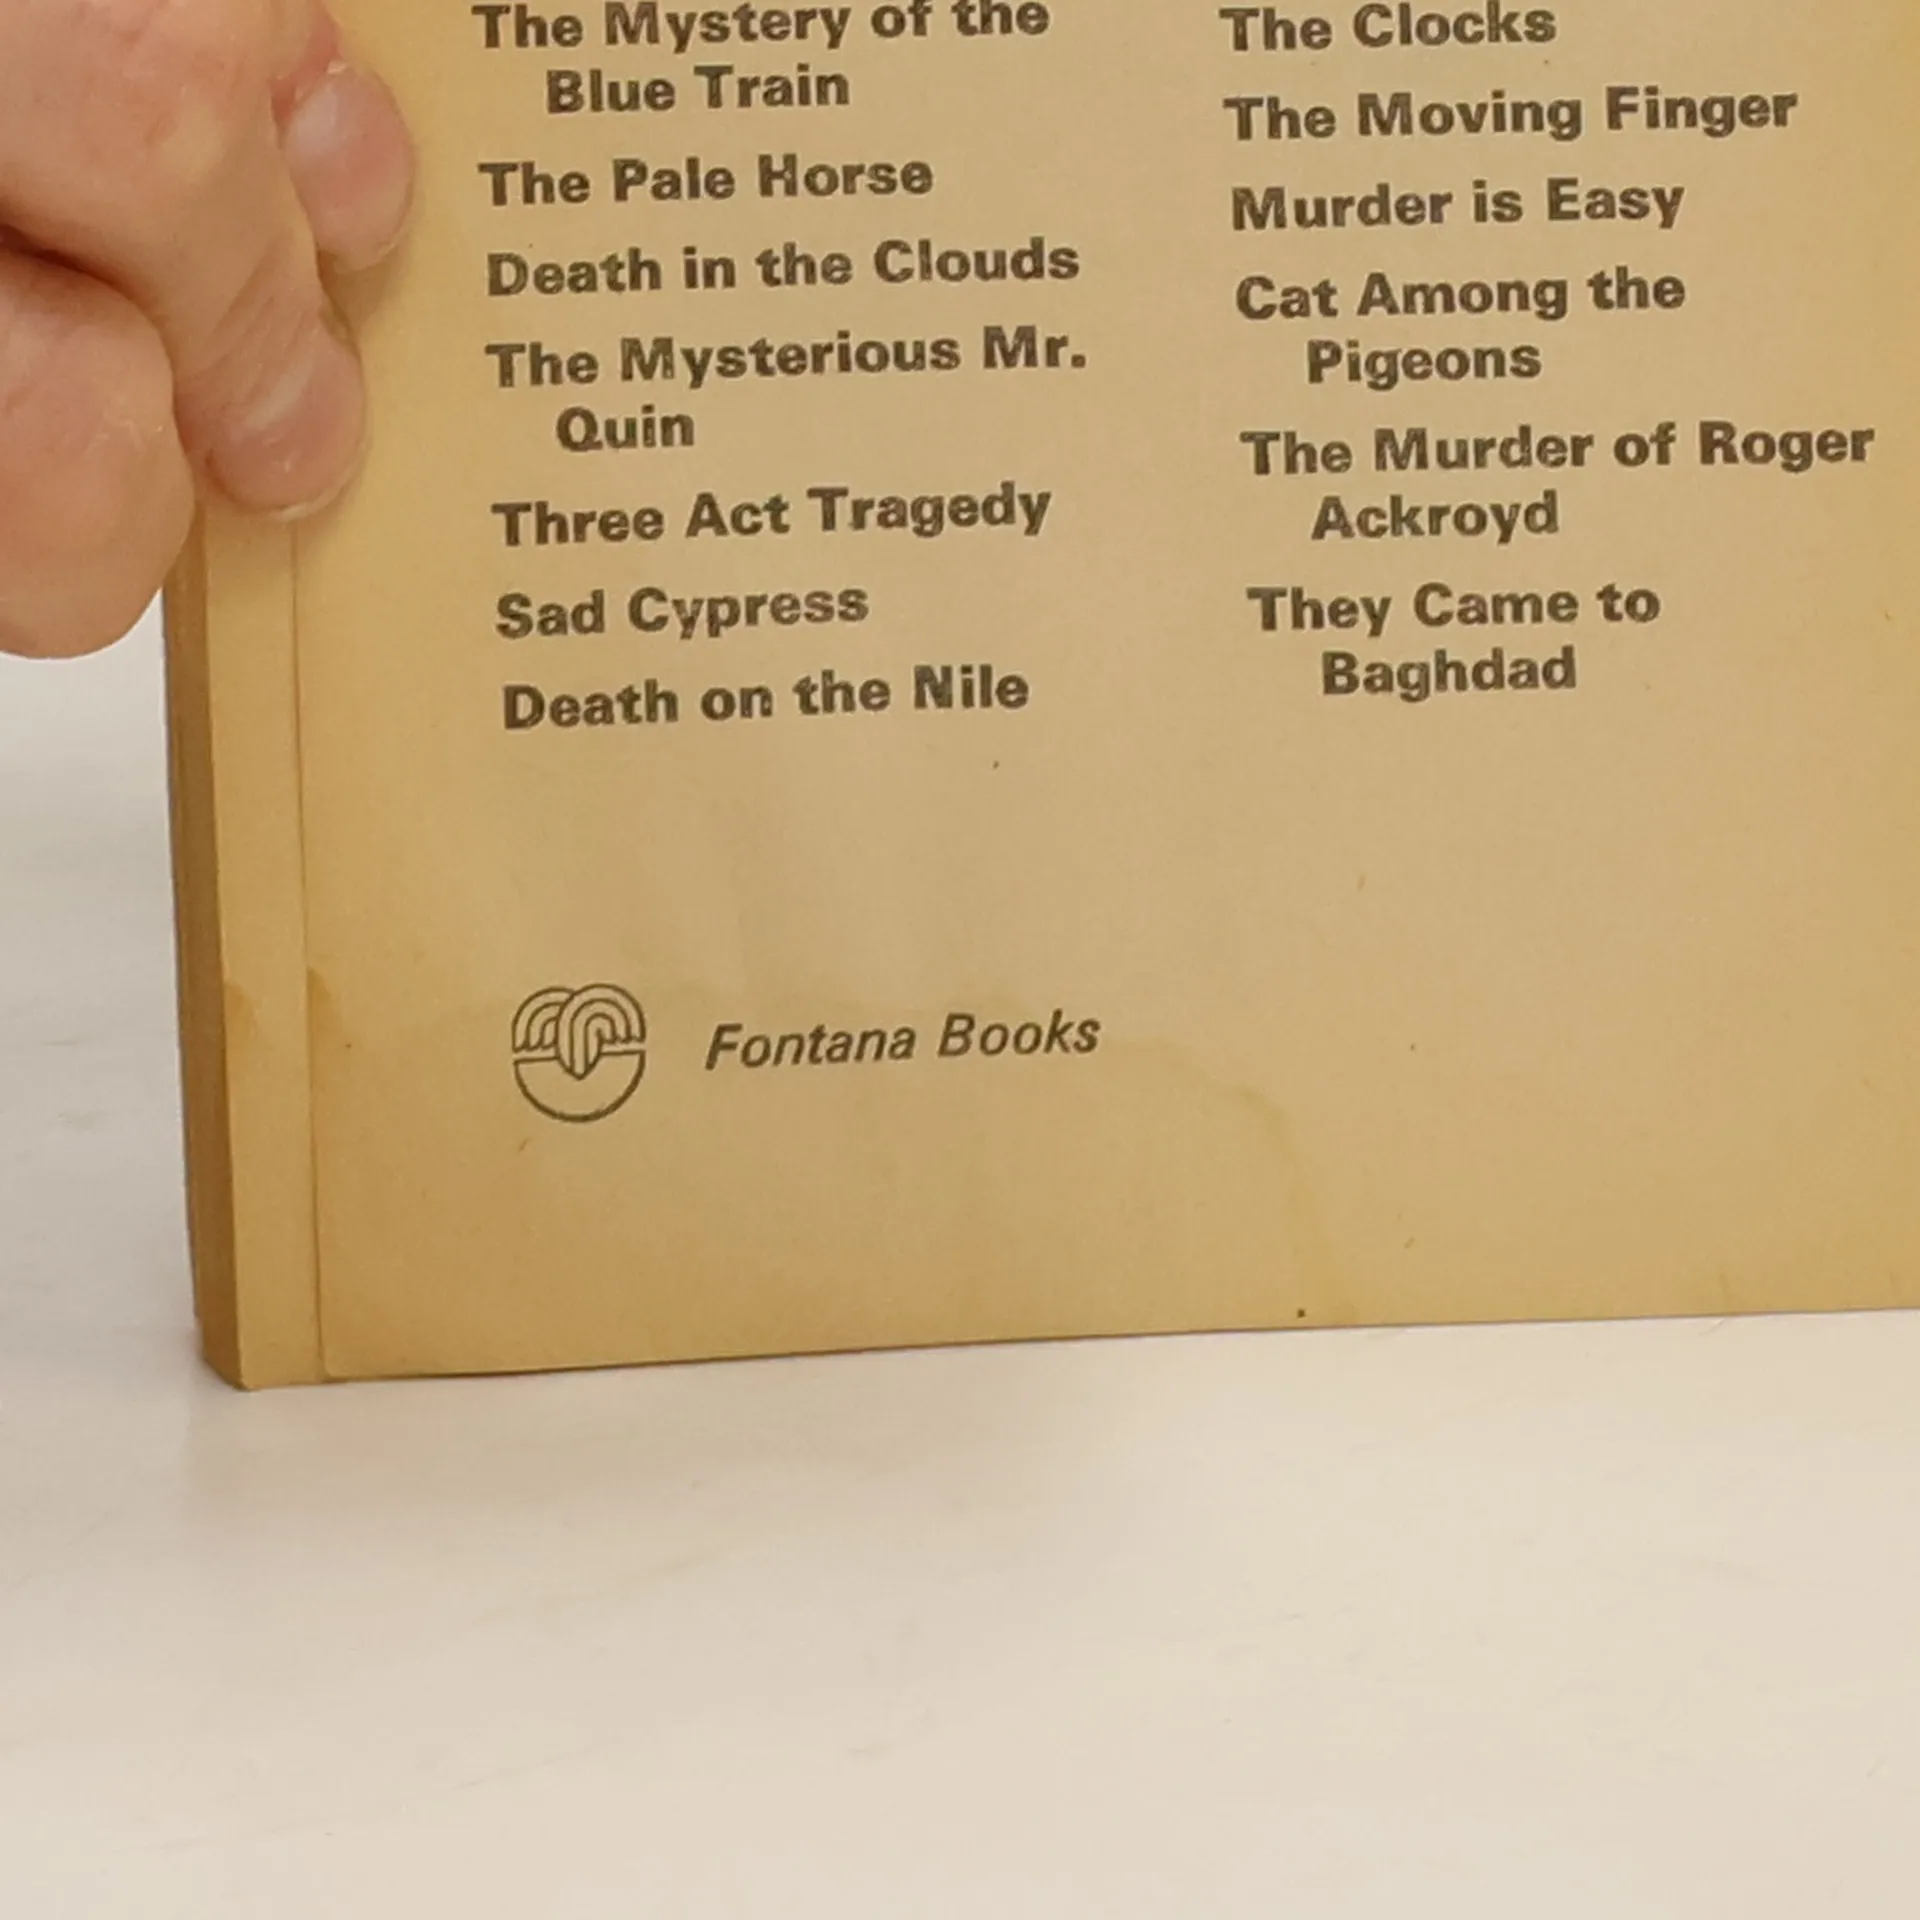 The Mystery of the
Blue Train
The Pale Horse
Death in the Clouds
The Mysterious Mr.
Quin
Three Act Tragedy
Sad Cypress
Death on the Nile
The Clocks
The Moving Finger
Murder is Easy
Cat Among the
Pigeons
The Murder of Roger
Ackroyd
They Came to
Baghdad
Fontana Books